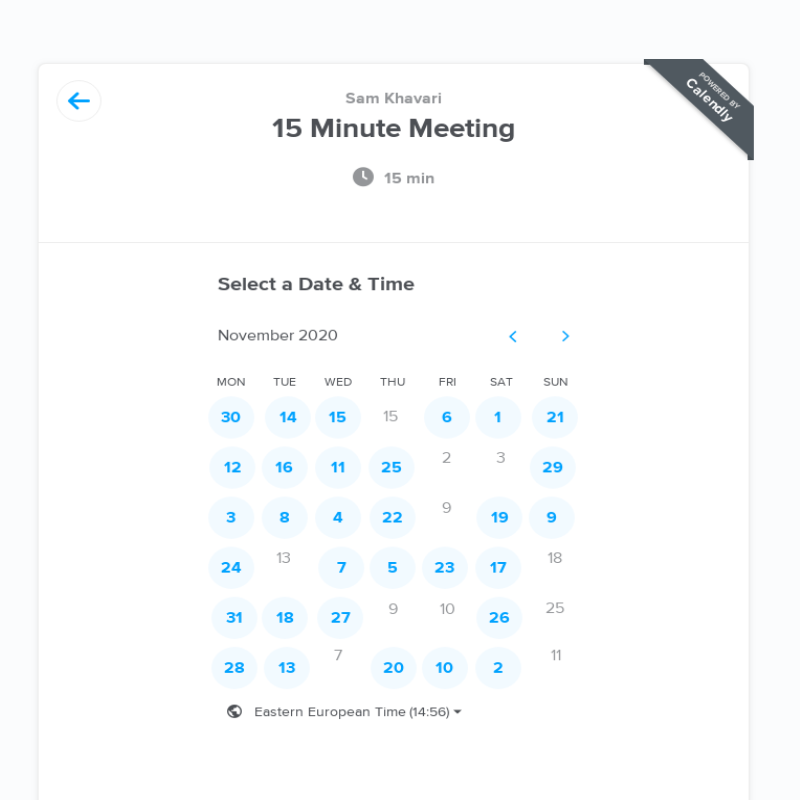 POWERED BY
Calendly
Sam Khavari
15 Minute Meeting
15 min
Select a Date & Time
November 2020
MON TUE WED THU FRI SAT SUN
30 14 15 15 6 1 21
12 16 11 25 2 3 29
3 8 4 22 9 19 9
24 13 7 5 23 17 18
31 18 27 9 10 26 25
28 13 7 20 10 2 11
Eastern European Time (14:56)